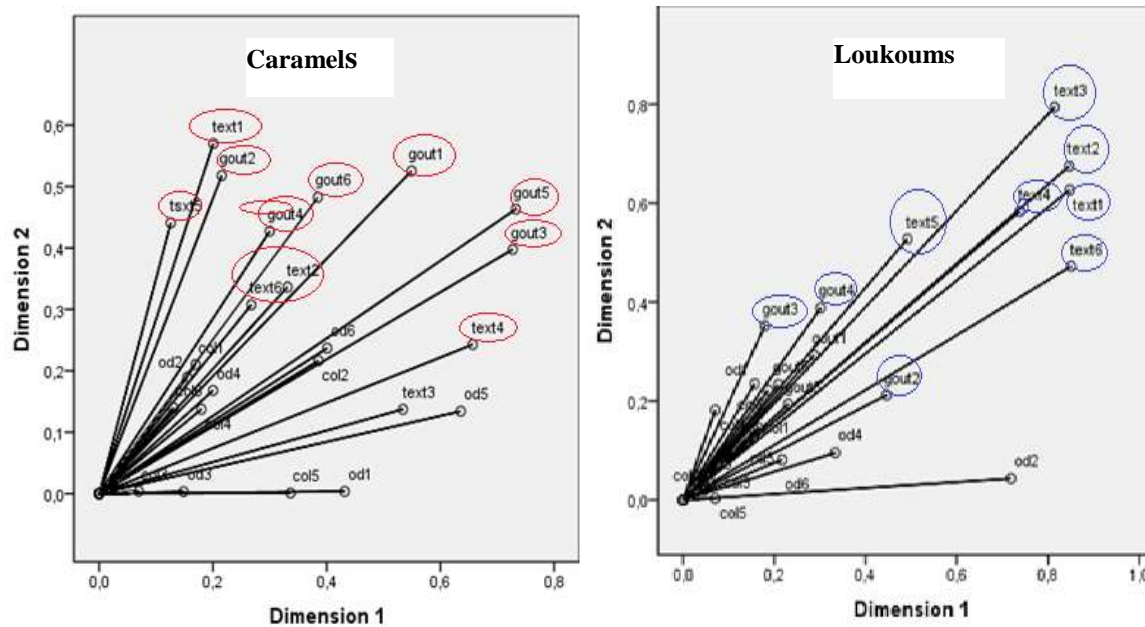 Caramels
Dimension 2
0,6
0,5
0,4
0,3
0,2
0,1
0,0
text1
gout2
tsxt5
gout6
gout1
gout4
gout5
gout3
text2
text6
od6
text4
od2
col1
od4
col2
text3
od5
col4
od3
col5
od1
0,0
0,2
0,4
0,6
0,8
Dimension 1
Loukoums
Dimension 2
0,8
0,6
0,4
0,2
0,0
text3
text2
text4
text1
text5
text6
gout3
gout4
gout2
od4
od2
od6
col5
0,0
0,2
0,4
0,6
0,8
1,0
Dimension 1